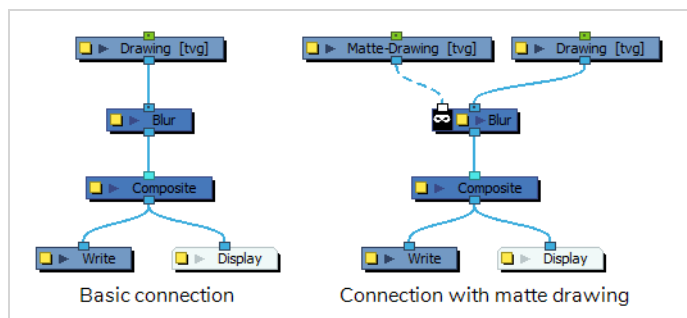 Drawing [tvg]
Blur
Composite
Write
Display
Basic connection
Matte-Drawing [tvg]
Drawing [tvg]
Blur
Composite
Write
Display
Connection with matte drawing